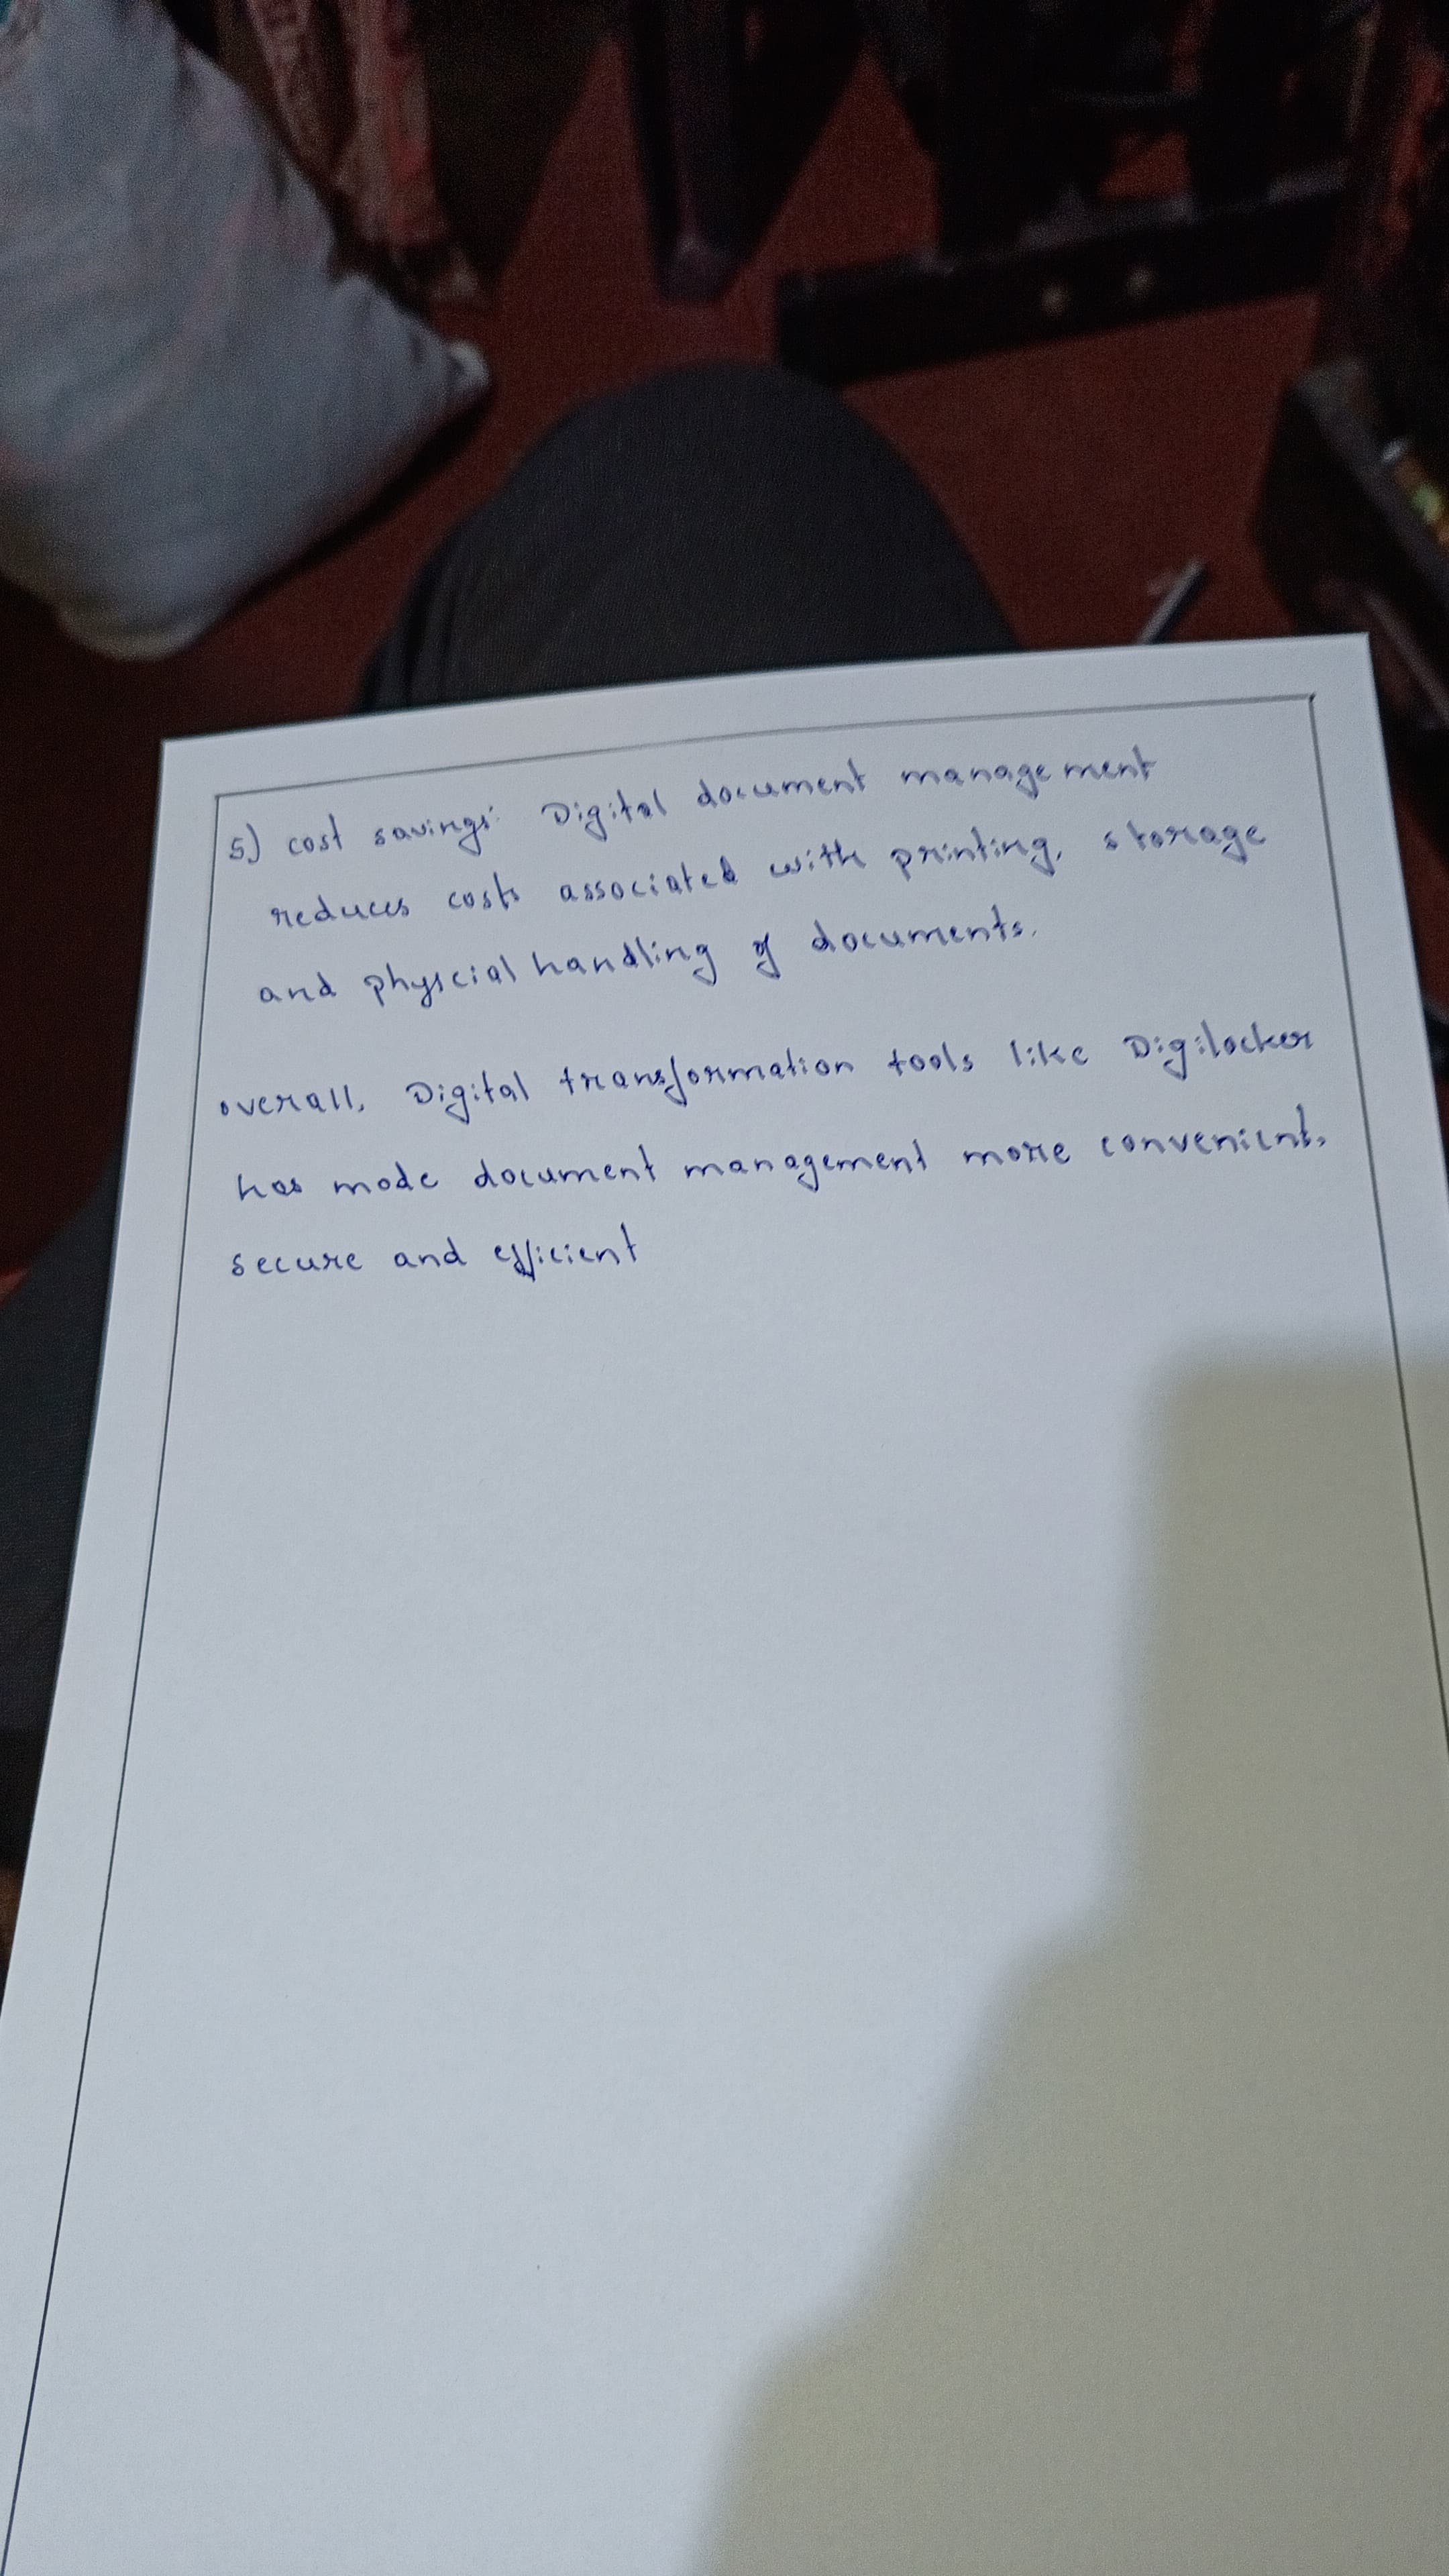 5) cost savings: Digital document management
reduces costs associated with printing, storage
and physcial handling of documents.
overall, Digital transformation tools like Digilocker
has made document management more convenient,
secure and efficient